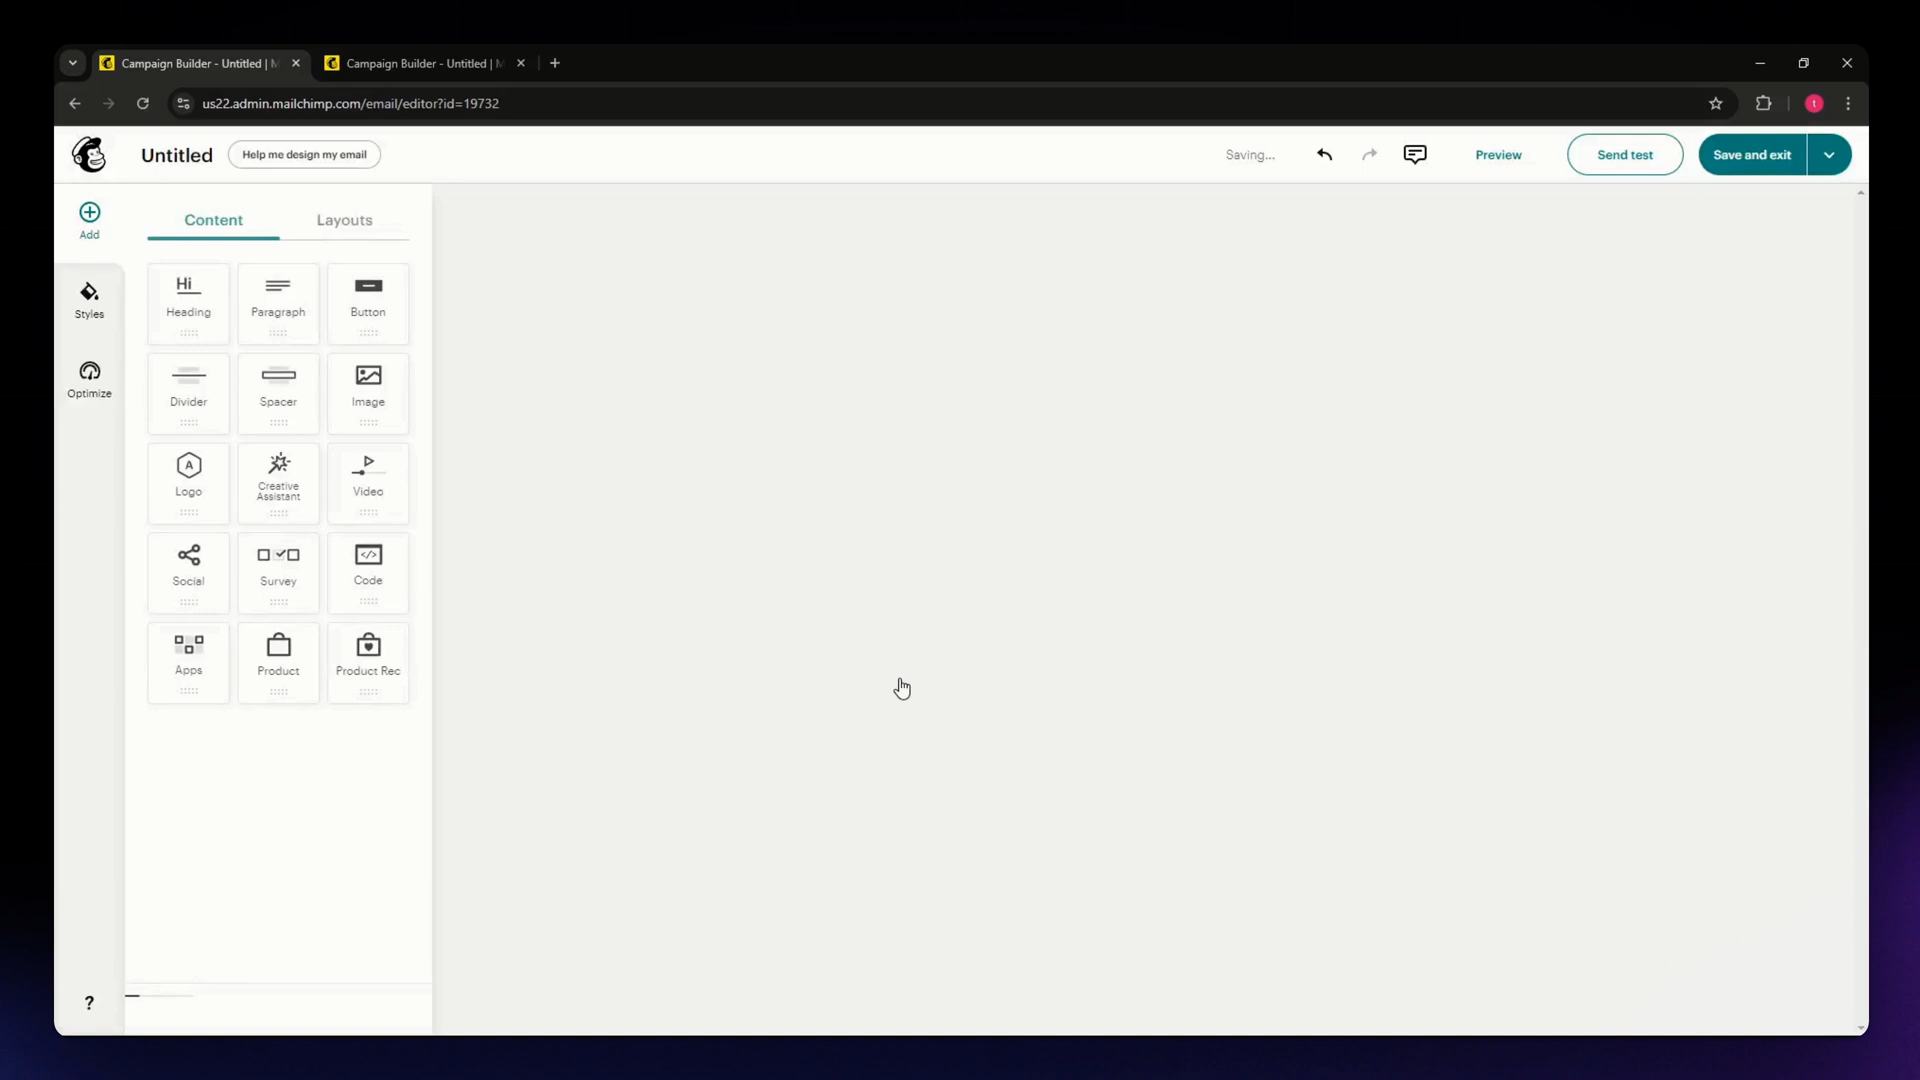 Campaign Builder - Untitled | M
Campaign Builder - Untitled | M
us22.admin.mailchimp.com/email/editor?id=19732
t
Untitled
Help me design my email
Saving...
Preview
Send test
Save and exit
Add
Styles
Optimize
?
Content
Layouts
Hi
Heading
Paragraph
Button
Divider
Spacer
Image
A
Logo
Creative
Assistant
Video
Social
Survey
</>
Code
Apps
Product
Product Rec